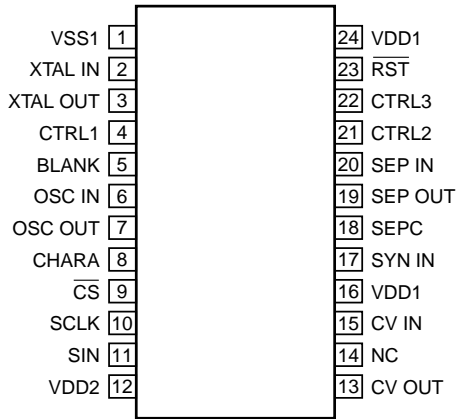 VSS1 1 24 VDD1
XTAL IN 2 23 R̅S̅T̅
XTAL OUT 3 22 CTRL3
CTRL1 4 21 CTRL2
BLANK 5 20 SEP IN
OSC IN 6 19 SEP OUT
OSC OUT 7 18 SEPC
CHARA 8 17 SYN IN
C̅S̅ 9 16 VDD1
SCLK 10 15 CV IN
SIN 11 14 NC
VDD2 12 13 CV OUT